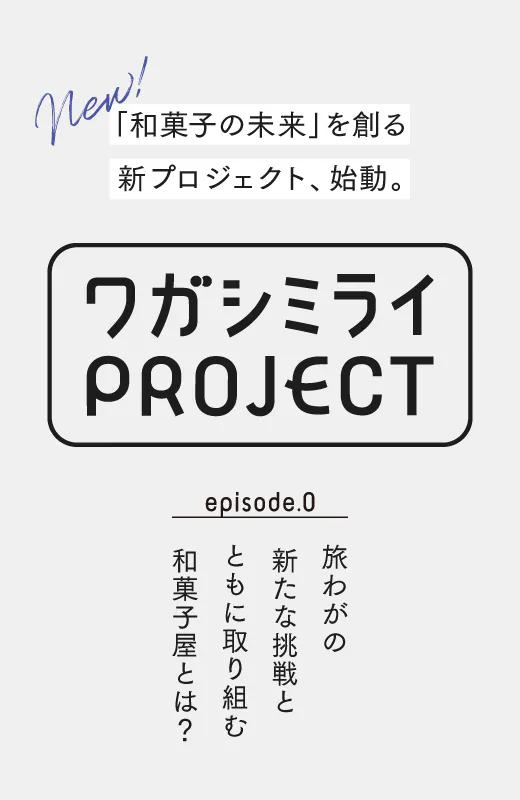 New!
「和菓子の未来」を創る
新プロジェクト、始動。
ワガシミライ
PROJECT
episode.0
旅わがの
新たな挑戦と
ともに取り組む
和菓子屋とは？